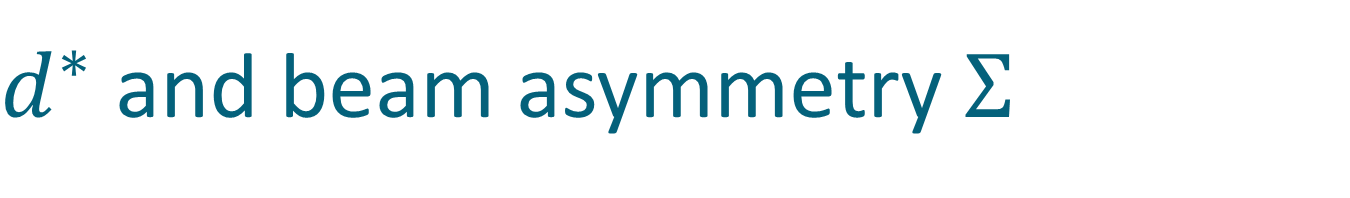 d* and beam asymmetry Σ